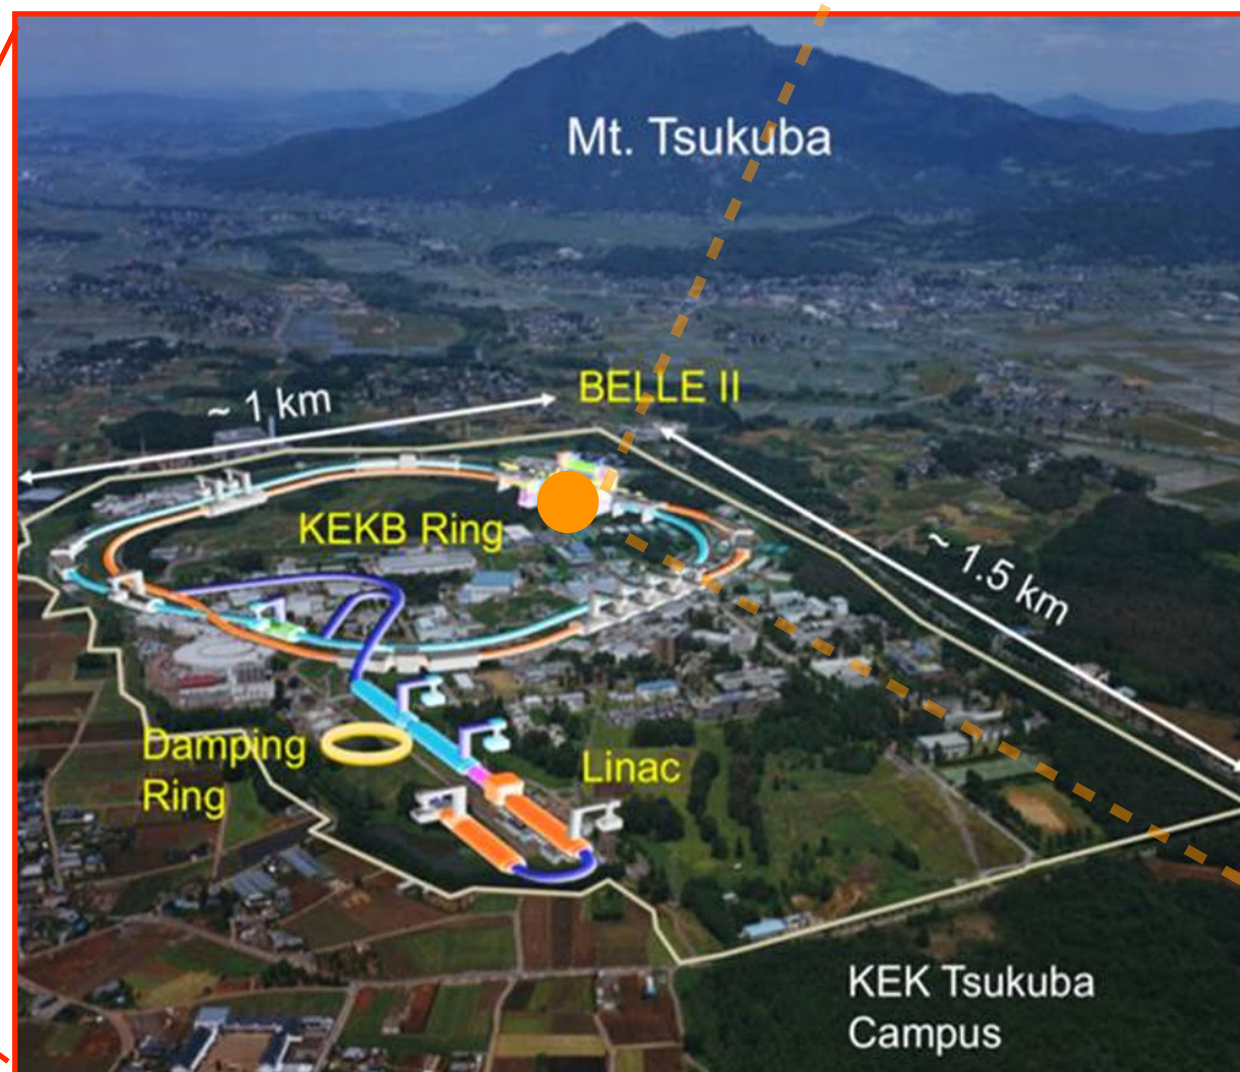 Mt. Tsukuba
BELLE II
~ 1 km
KEKB Ring
~ 1.5 km
Damping
Ring
Linac
KEK Tsukuba
Campus